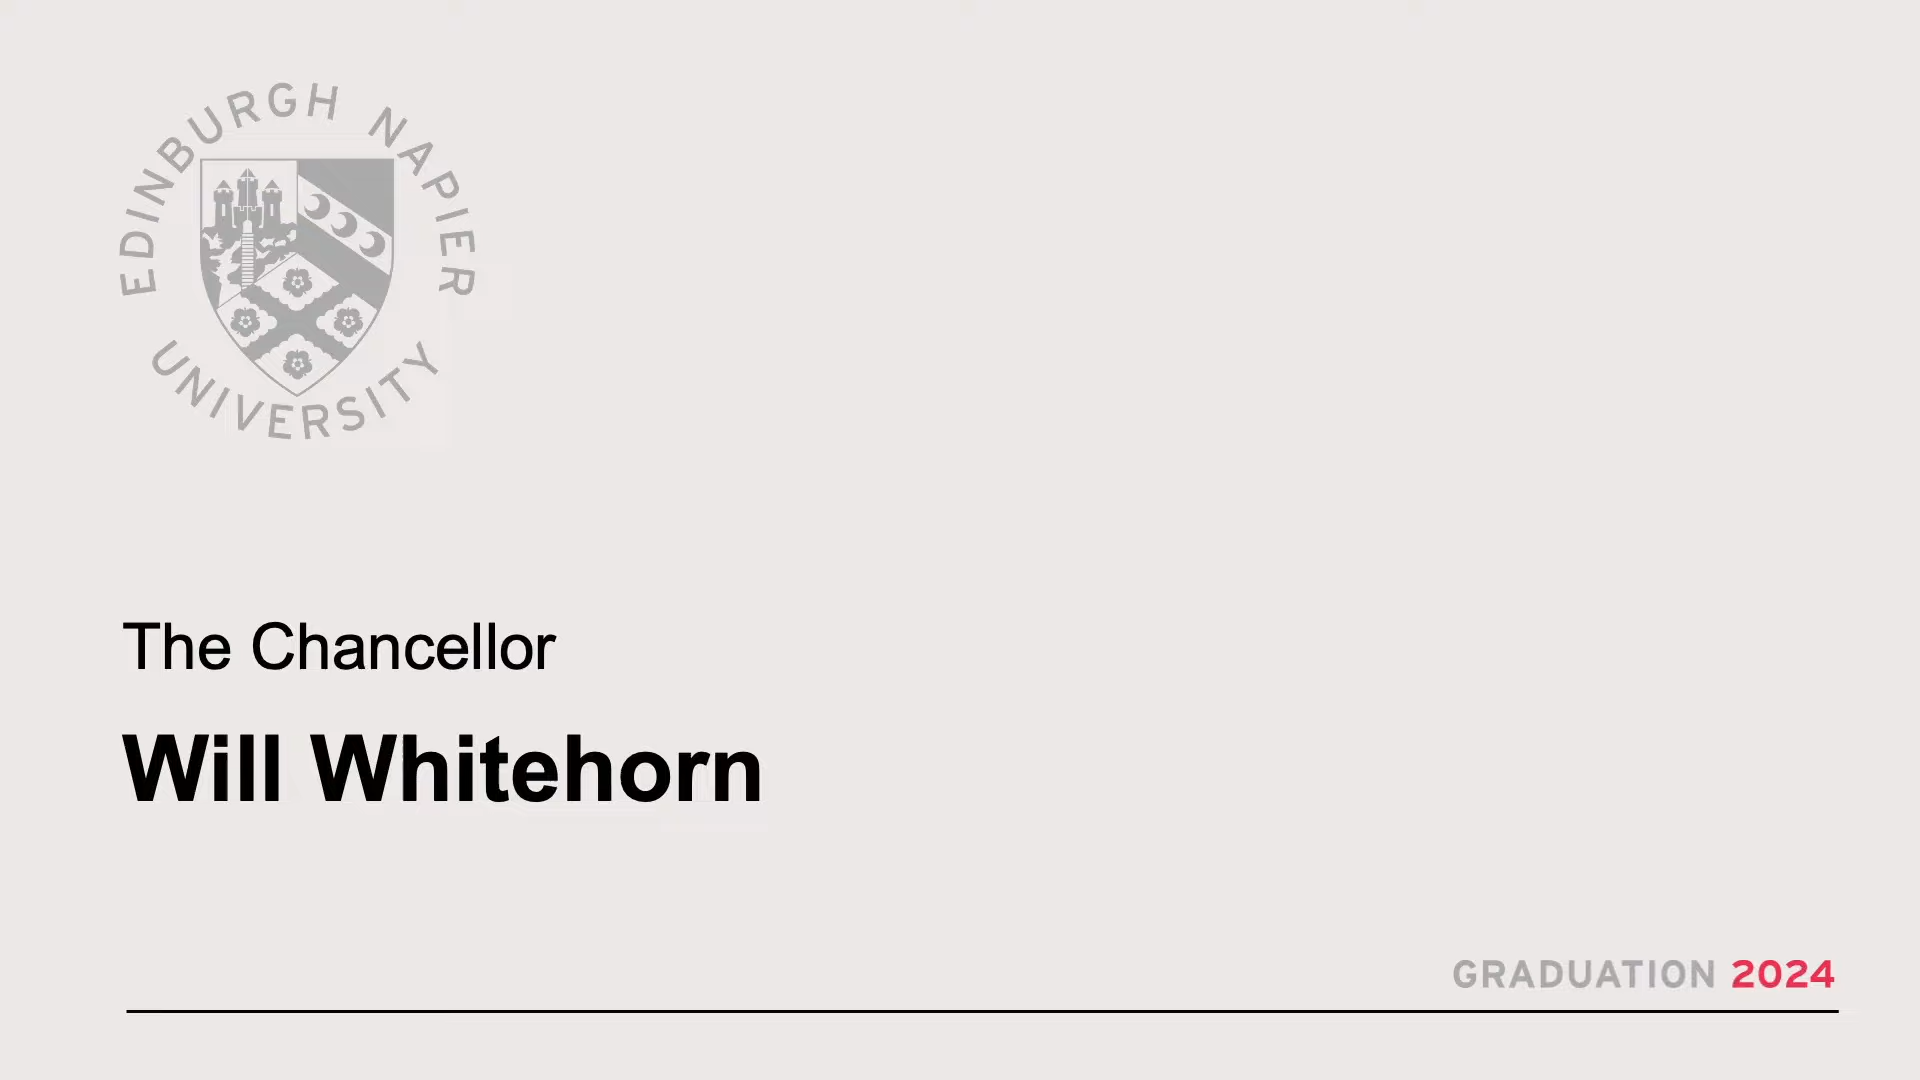 EDINBURGH NAPIER
UNIVERSITY
The Chancellor
Will Whitehorn
GRADUATION 2024